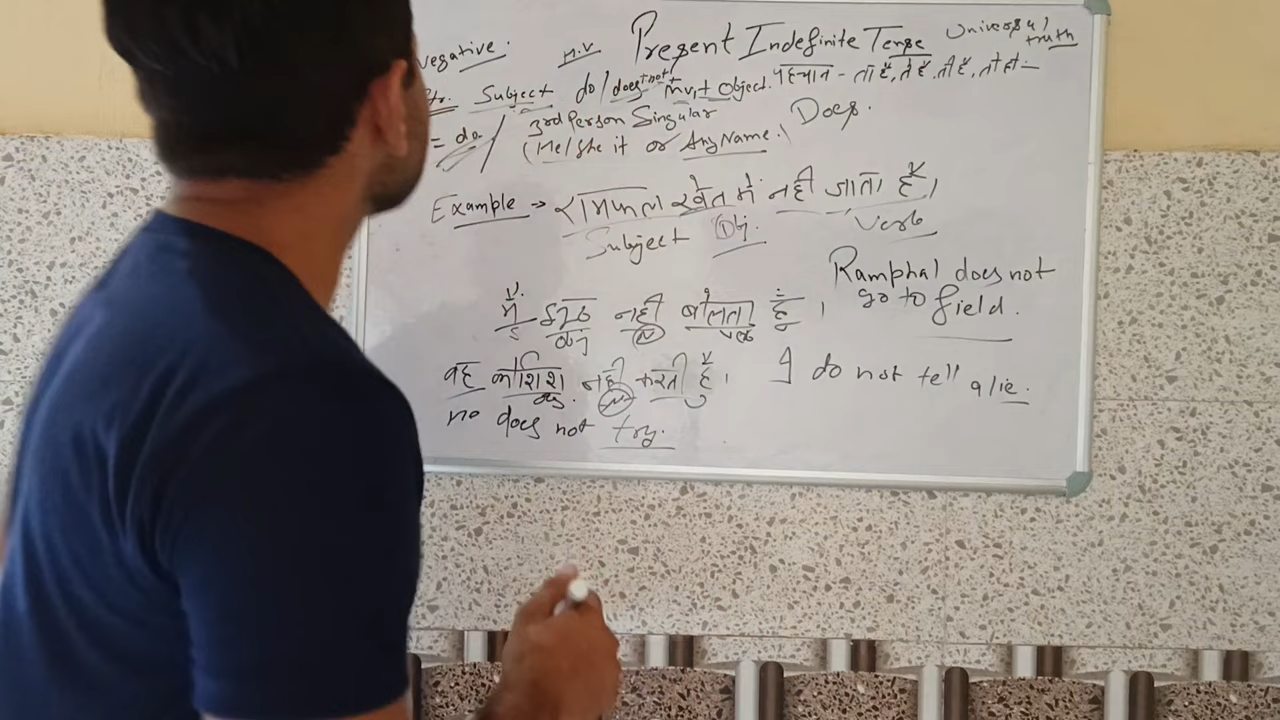 Negative. M.V Present Indefinite Tense Universal truth
Str. Subject do/does+not+ mv1+ Object. पहचान - ता हैं, ते हैं, ती हैं, ता हो -
= do / 3rd Person Singular Does.
(He/She it or Any Name.)
Example → रामफल खेत में नही जाता है।
Subject Obj. Verb
Ramphal does not
go to field.
मैं झूठ नही बोलता हूँ।
obj N verb
I do not tell a lie.
वह कोशिश नही करती है।
no does not try.